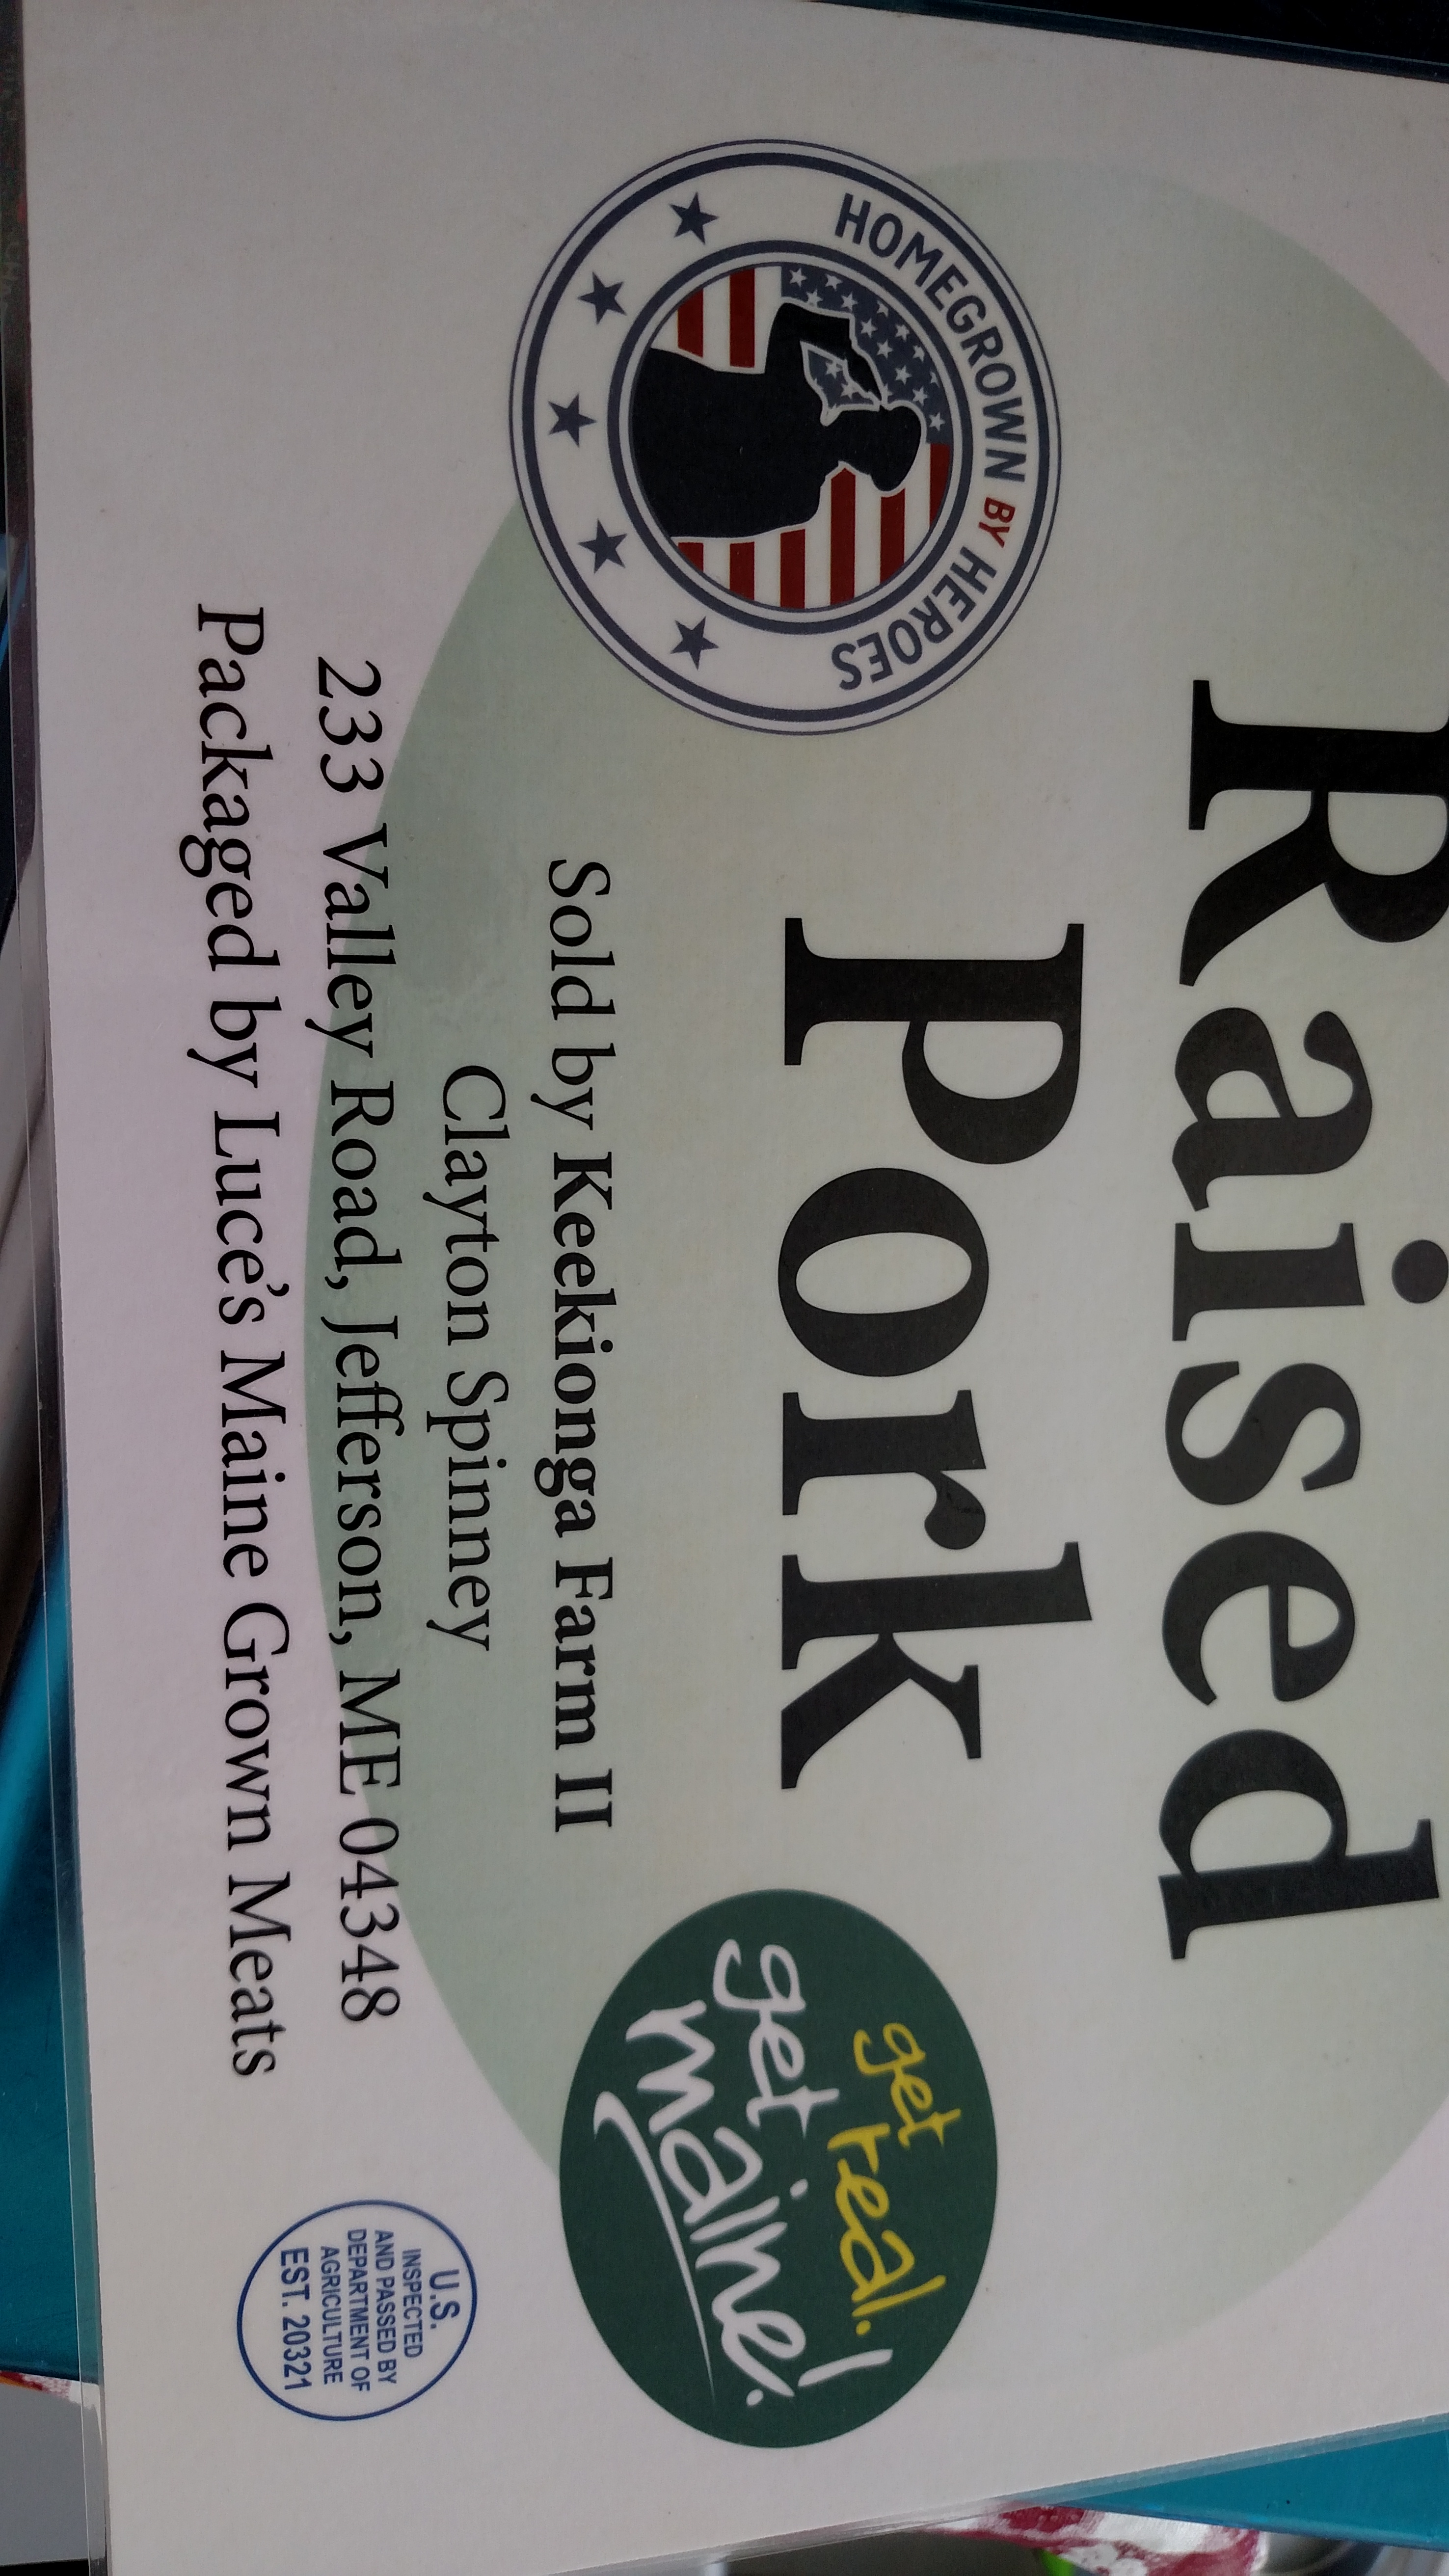 Raised
Pork
HOMEGROWN BY HEROES
Sold by Keekionga Farm II
Clayton Spinney
233 Valley Road, Jefferson, ME 04348
Packaged by Luce's Maine Grown Meats
get real.
get
maine!
U.S.
INSPECTED
AND PASSED BY
DEPARTMENT OF
AGRICULTURE
EST. 20321